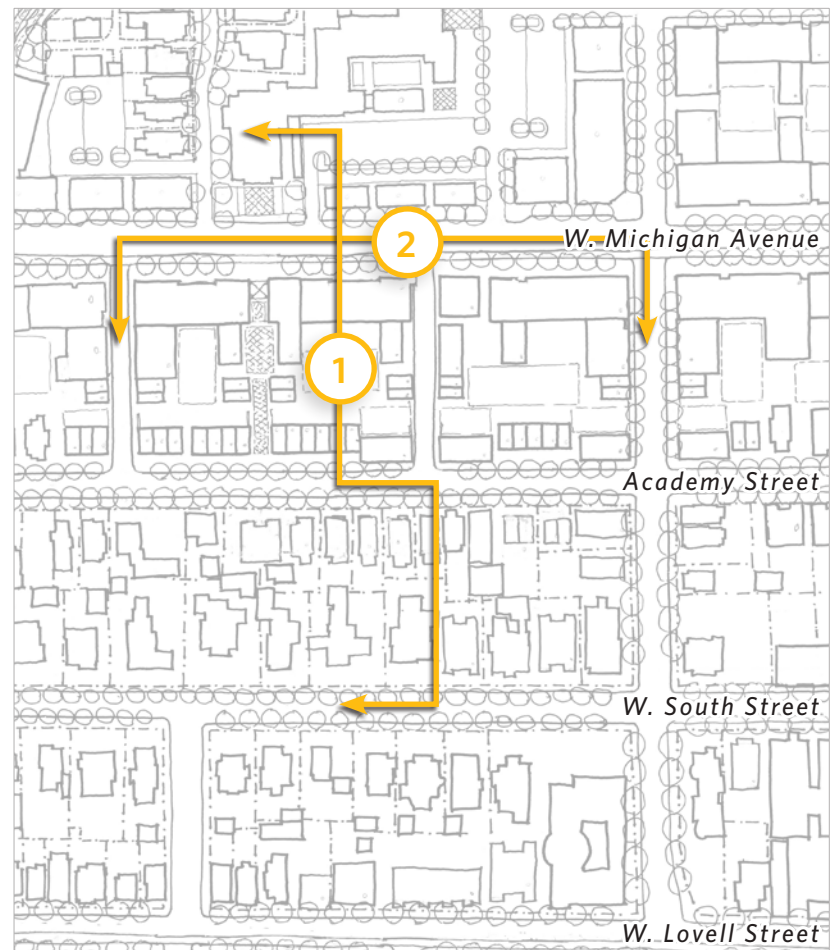 2
W. Michigan Avenue
1
Academy Street
W. South Street
W. Lovell Street